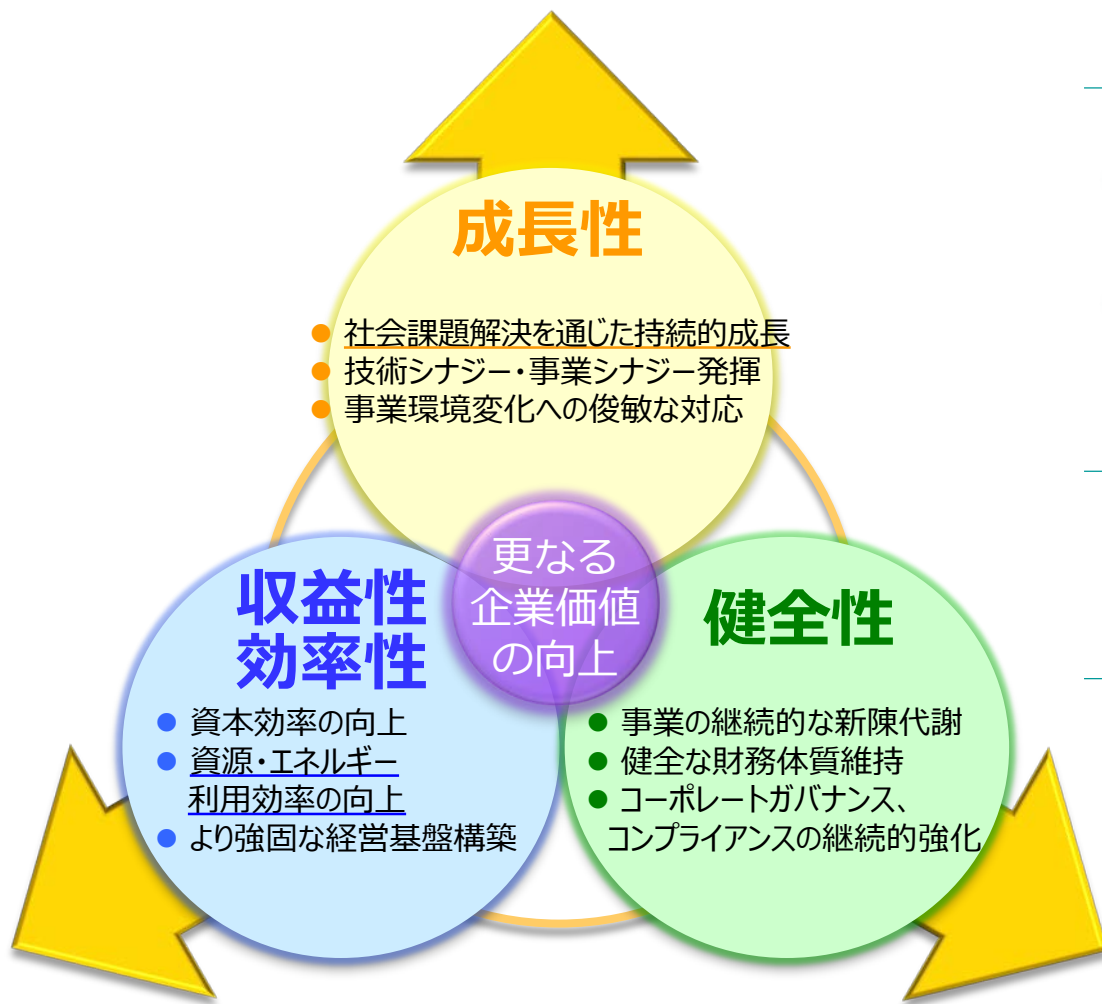 成長性
● 社会課題解決を通じた持続的成長
● 技術シナジー・事業シナジー発揮
● 事業環境変化への俊敏な対応
更なる
企業価値
の向上
収益性
効率性
● 資本効率の向上
● 資源・エネルギー
利用効率の向上
● より強固な経営基盤構築
健全性
● 事業の継続的な新陳代謝
● 健全な財務体質維持
● コーポレートガバナンス、
コンプライアンスの継続的強化